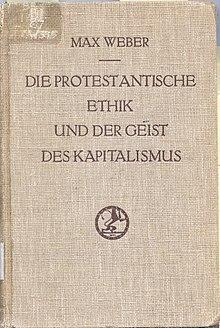 MAX WEBER
DIE PROTESTANTISCHE
ETHIK
UND DER GEIST
DES KAPITALISMUS